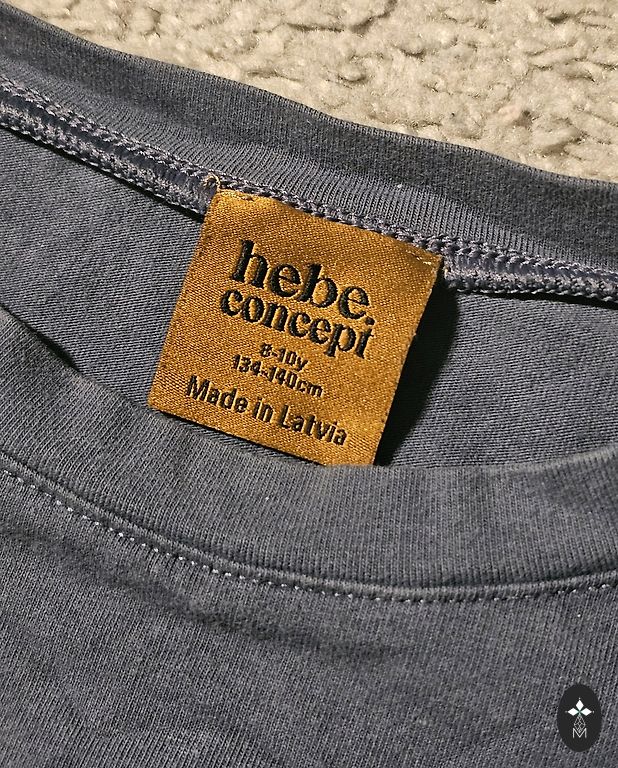 hebe.
concept
8-10y
134-140cm
Made in Latvia
M